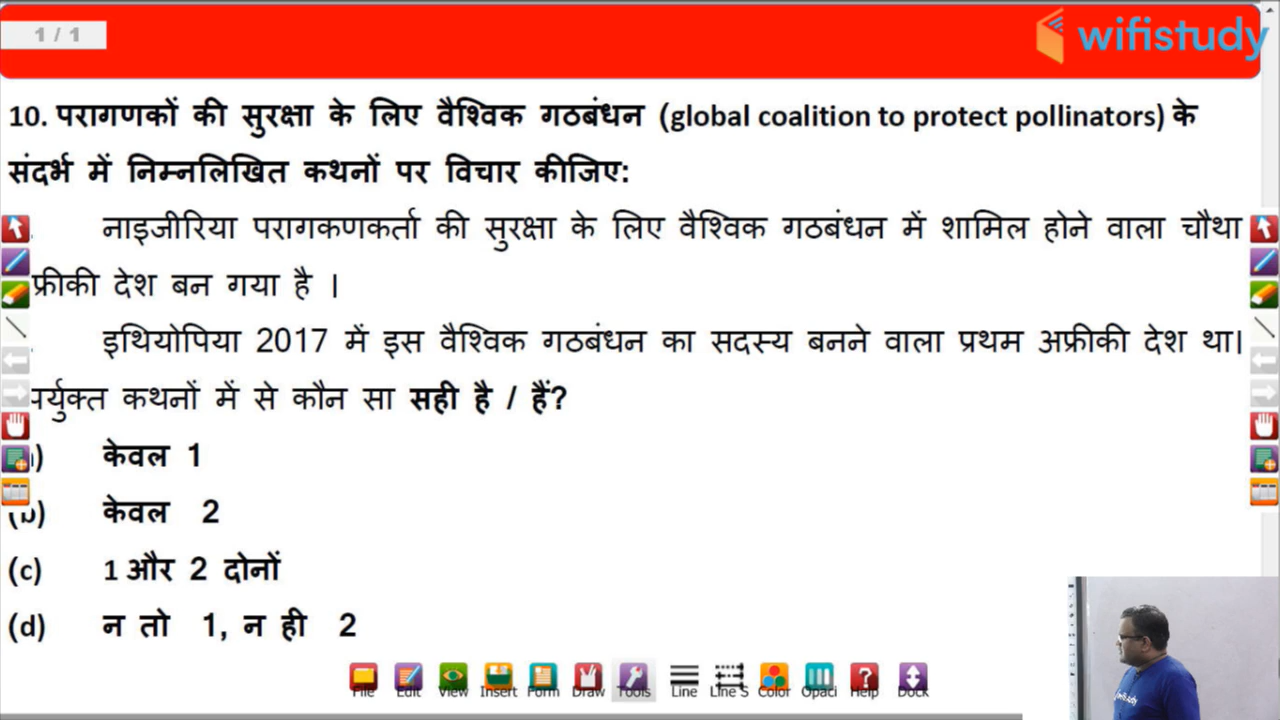 1 / 1
wifistudy
10. परागणकों की सुरक्षा के लिए वैश्विक गठबंधन (global coalition to protect pollinators) के
संदर्भ में निम्नलिखित कथनों पर विचार कीजिए:
नाइजीरिया परागकणकर्ता की सुरक्षा के लिए वैश्विक गठबंधन में शामिल होने वाला चौथा
फ्रीकी देश बन गया है ।
इथियोपिया 2017 में इस वैश्विक गठबंधन का सदस्य बनने वाला प्रथम अफ्रीकी देश था।
पर्युक्त कथनों में से कौन सा सही है / हैं?
) केवल 1
(b) केवल 2
(c) 1 और 2 दोनों
(d) न तो 1, न ही 2
wifistudy
File Edit View Insert Form Draw Tools Line Line S Color Opaci Help Dock